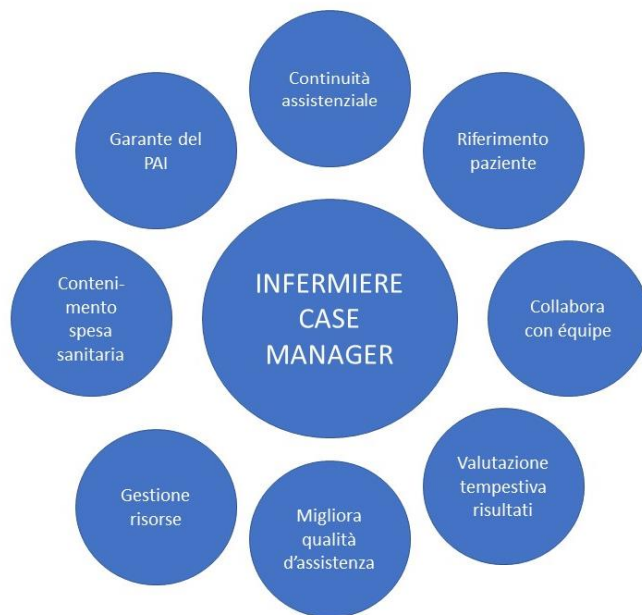 Continuità
assistenziale
Riferimento
paziente
Collabora
con équipe
Valutazione
tempestiva
risultati
Migliora
qualità
d’assistenza
Gestione
risorse
Conteni-
mento
spesa
sanitaria
Garante del
PAI
INFERMIERE
CASE
MANAGER